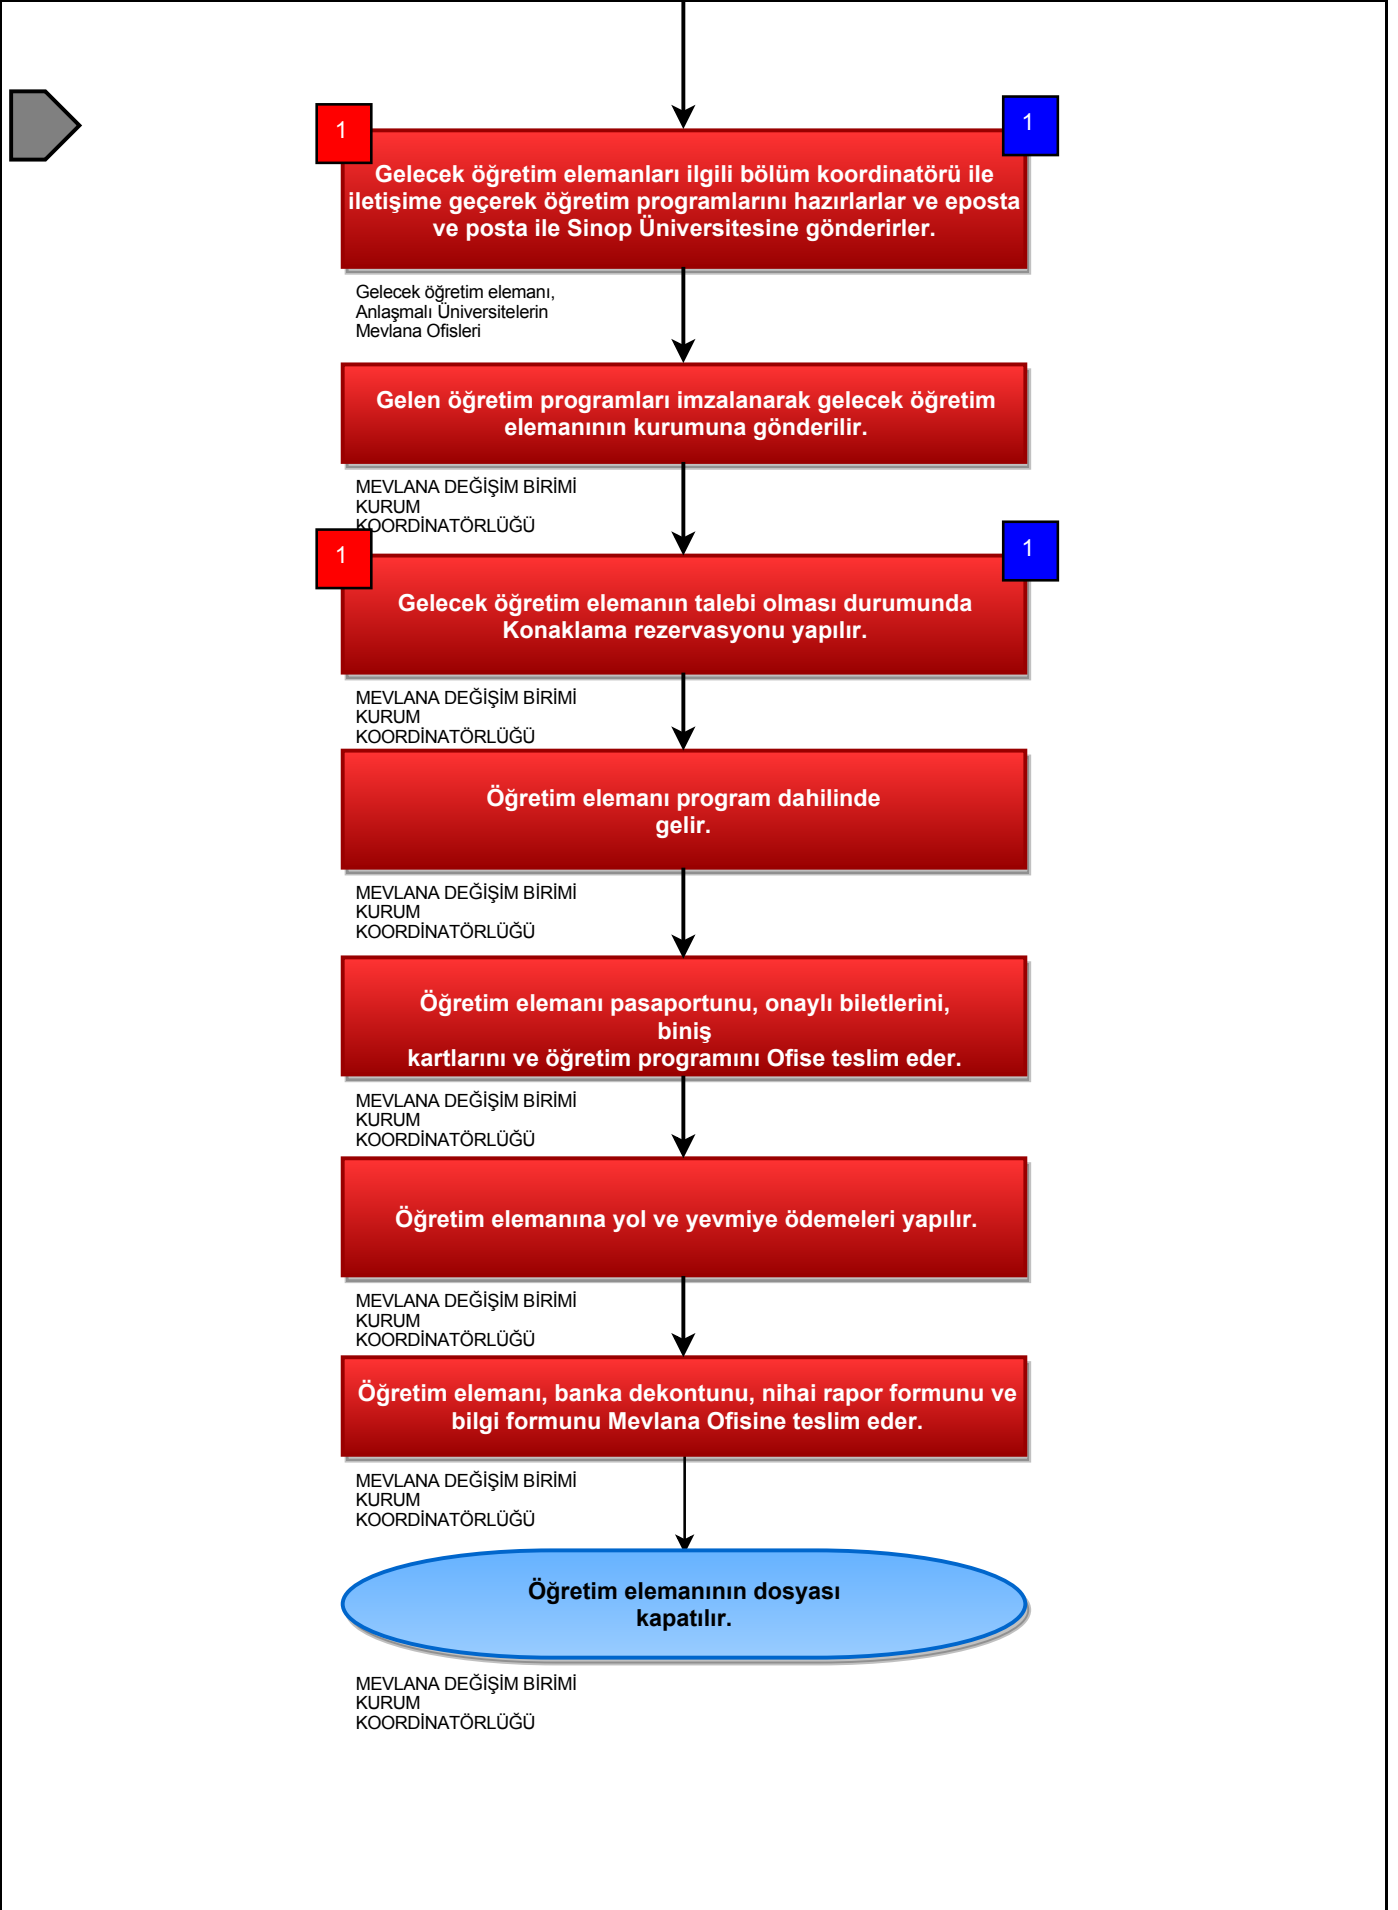 1
1
Gelecek öğretim elemanları ilgili bölüm koordinatörü ile
iletişime geçerek öğretim programlarını hazırlarlar ve eposta
ve posta ile Sinop Üniversitesine gönderirler.
Gelecek öğretim elemanı,
Anlaşmalı Üniversitelerin
Mevlana Ofisleri
Gelen öğretim programları imzalanarak gelecek öğretim
elemanının kurumuna gönderilir.
MEVLANA DEĞİŞİM BİRİMİ
KURUM
KOORDİNATÖRLÜĞÜ
1
1
Gelecek öğretim elemanın talebi olması durumunda
Konaklama rezervasyonu yapılır.
MEVLANA DEĞİŞİM BİRİMİ
KURUM
KOORDİNATÖRLÜĞÜ
Öğretim elemanı program dahilinde
gelir.
MEVLANA DEĞİŞİM BİRİMİ
KURUM
KOORDİNATÖRLÜĞÜ
Öğretim elemanı pasaportunu, onaylı biletlerini,
biniş
kartlarını ve öğretim programını Ofise teslim eder.
MEVLANA DEĞİŞİM BİRİMİ
KURUM
KOORDİNATÖRLÜĞÜ
Öğretim elemanına yol ve yevmiye ödemeleri yapılır.
MEVLANA DEĞİŞİM BİRİMİ
KURUM
KOORDİNATÖRLÜĞÜ
Öğretim elemanı, banka dekontunu, nihai rapor formunu ve
bilgi formunu Mevlana Ofisine teslim eder.
MEVLANA DEĞİŞİM BİRİMİ
KURUM
KOORDİNATÖRLÜĞÜ
Öğretim elemanının dosyası
kapatılır.
MEVLANA DEĞİŞİM BİRİMİ
KURUM
KOORDİNATÖRLÜĞÜ